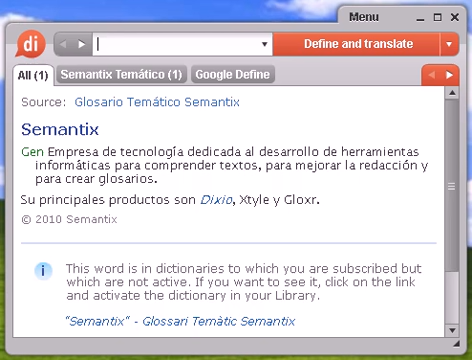 Menu
di
Define and translate
All (1)
Semantix Temático (1)
Google Define
Source: Glosario Temático Semantix
Semantix
Gen Empresa de tecnología dedicada al desarrollo de herramientas
informáticas para comprender textos, para mejorar la redacción y
para crear glosarios.
Su principales productos son Dixio, Xtyle y Gloxr.
© 2010 Semantix
i
This word is in dictionaries to which you are subscribed but
which are not active. If you want to see it, click on the link
and activate the dictionary in your Library.
"Semantix" - Glossari Temàtic Semantix